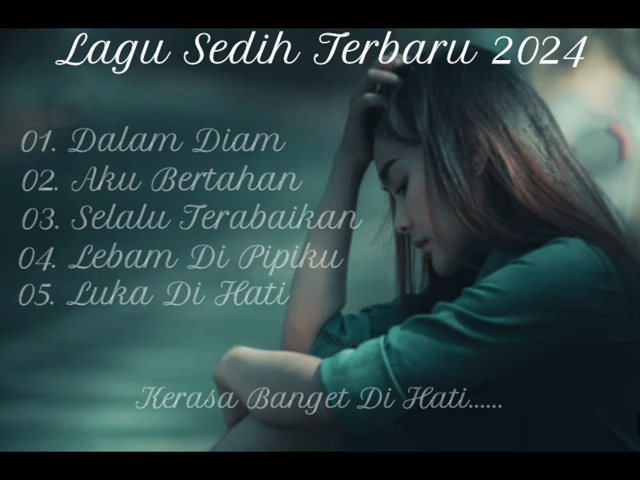 Lagu Sedih Terbaru 2024
01. Dalam Diam
02. Aku Bertahan
03. Selalu Terabaikan
04. Lebam Di Pipiku
05. Luka Di Hati
Kerasa Banget Di Hati......